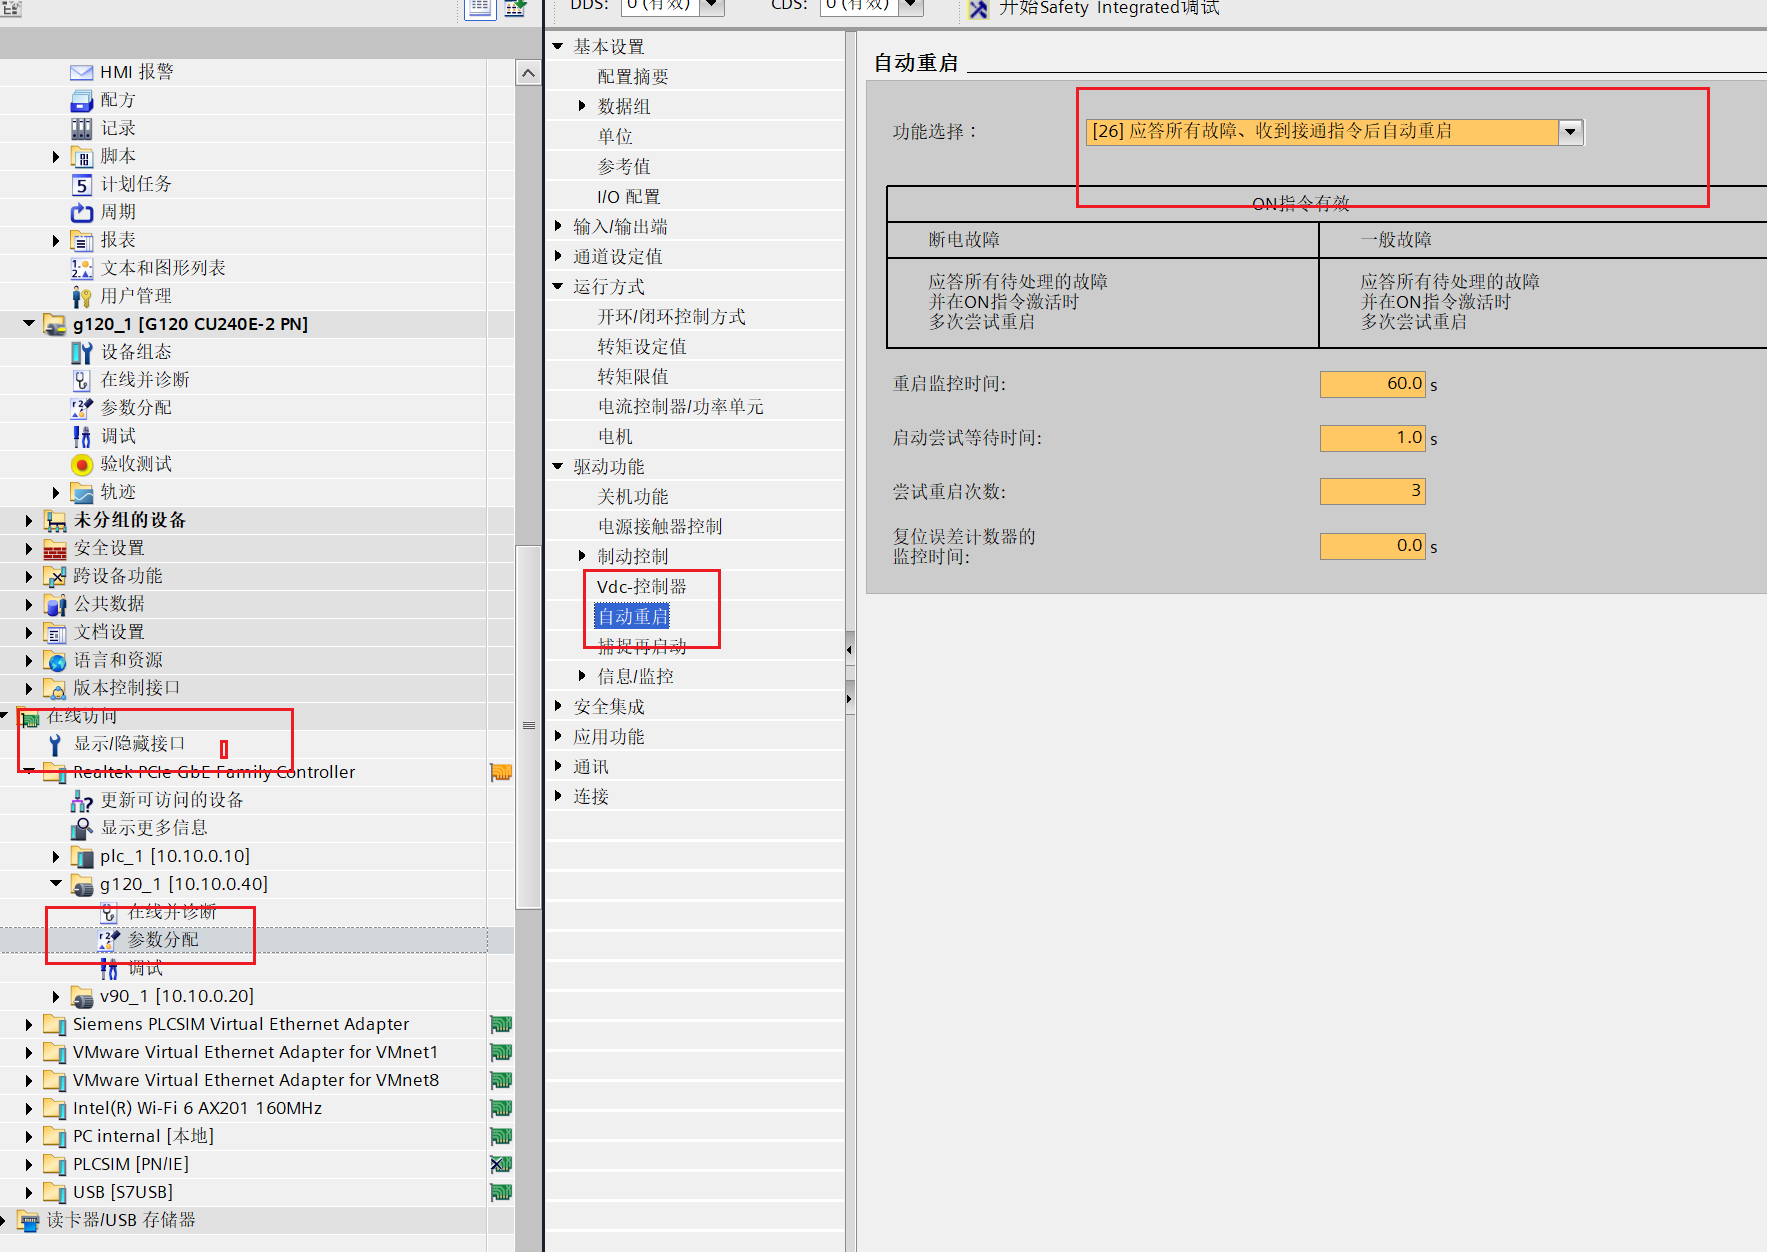 DDS: 0 (有效) CDS: 0 (有效) 开始Safety Integrated调试
HMI 报警
配方
记录
脚本
计划任务
周期
报表
文本和图形列表
用户管理
g120_1 [G120 CU240E-2 PN]
设备组态
在线并诊断
参数分配
调试
验收测试
轨迹
未分组的设备
安全设置
跨设备功能
公共数据
文档设置
语言和资源
版本控制接口
在线访问
显示/隐藏接口
Realtek PCIe GbE Family Controller
更新可访问的设备
显示更多信息
plc_1 [10.10.0.10]
g120_1 [10.10.0.40]
在线并诊断
参数分配
调试
v90_1 [10.10.0.20]
Siemens PLCSIM Virtual Ethernet Adapter
VMware Virtual Ethernet Adapter for VMnet1
VMware Virtual Ethernet Adapter for VMnet8
Intel(R) Wi-Fi 6 AX201 160MHz
PC internal [本地]
PLCSIM [PN/IE]
USB [S7USB]
读卡器/USB 存储器
基本设置
配置摘要
数据组
单位
参考值
I/O 配置
输入/输出端
通道设定值
运行方式
开环/闭环控制方式
转矩设定值
转矩限值
电流控制器/功率单元
电机
驱动功能
关机功能
电源接触器控制
制动控制
Vdc-控制器
自动重启
捕捉再启动
信息/监控
安全集成
应用功能
通讯
连接
自动重启
功能选择： [26] 应答所有故障、收到接通指令后自动重启
ON指令有效
断电故障 一般故障
应答所有待处理的故障 应答所有待处理的故障
并在ON指令激活时 并在ON指令激活时
多次尝试重启 多次尝试重启
重启监控时间: 60.0 s
启动尝试等待时间: 1.0 s
尝试重启次数: 3
复位误差计数器的
监控时间: 0.0 s